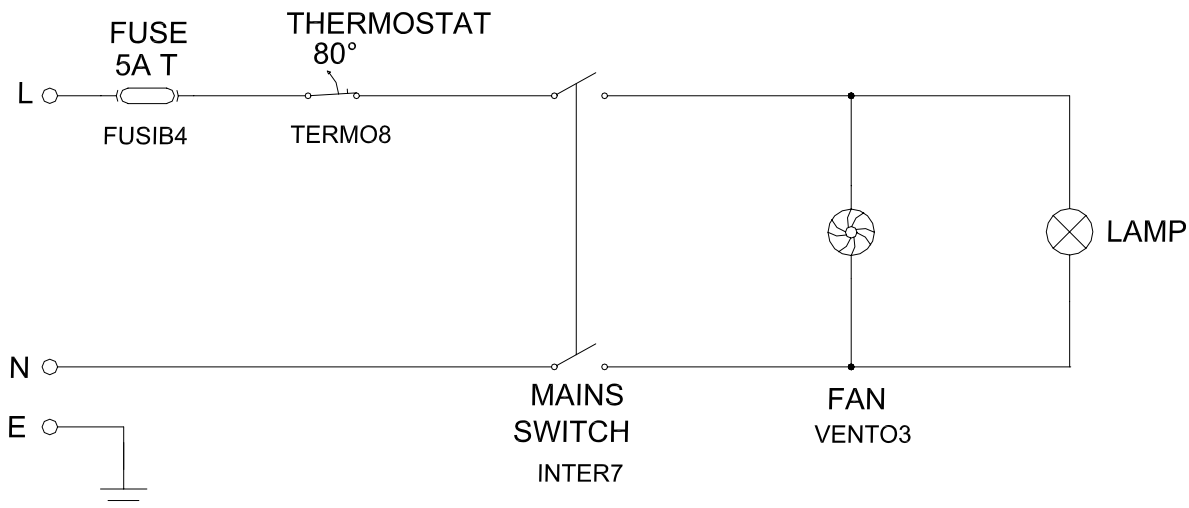 FUSE
5A T
THERMOSTAT
80°
L
FUSIB4
TERMO8
LAMP
N
MAINS
SWITCH
INTER7
FAN
VENTO3
E